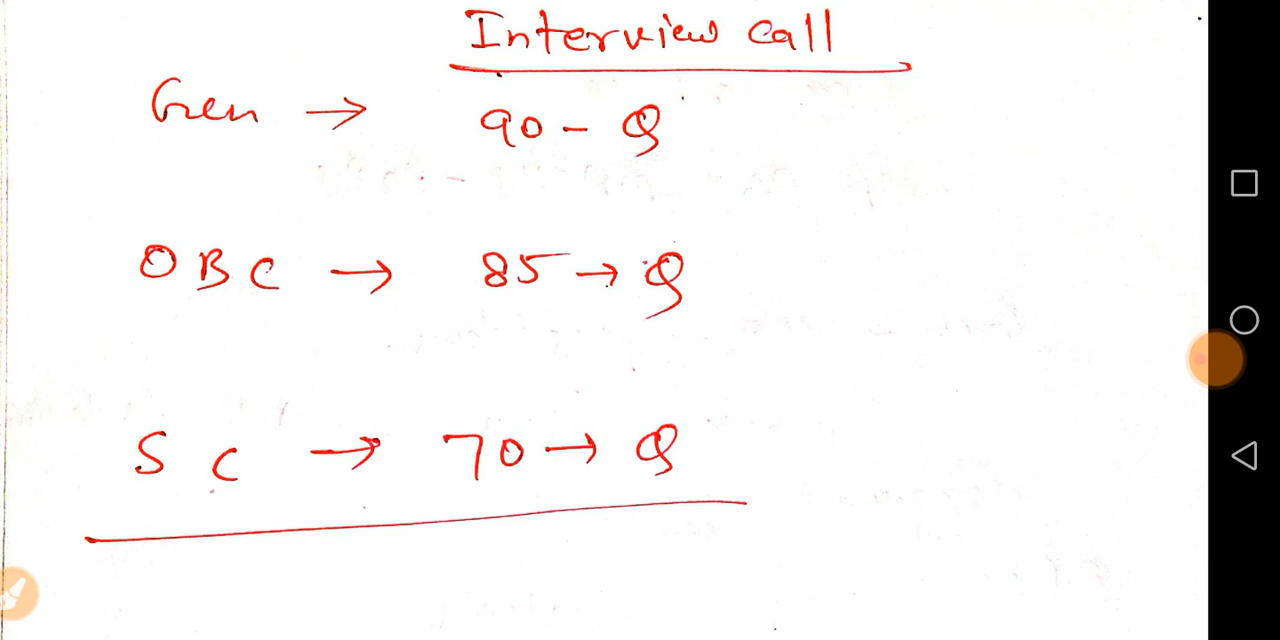 Interview call
Gen → 90 - Q
OBC → 85 → Q
SC → 70 → Q